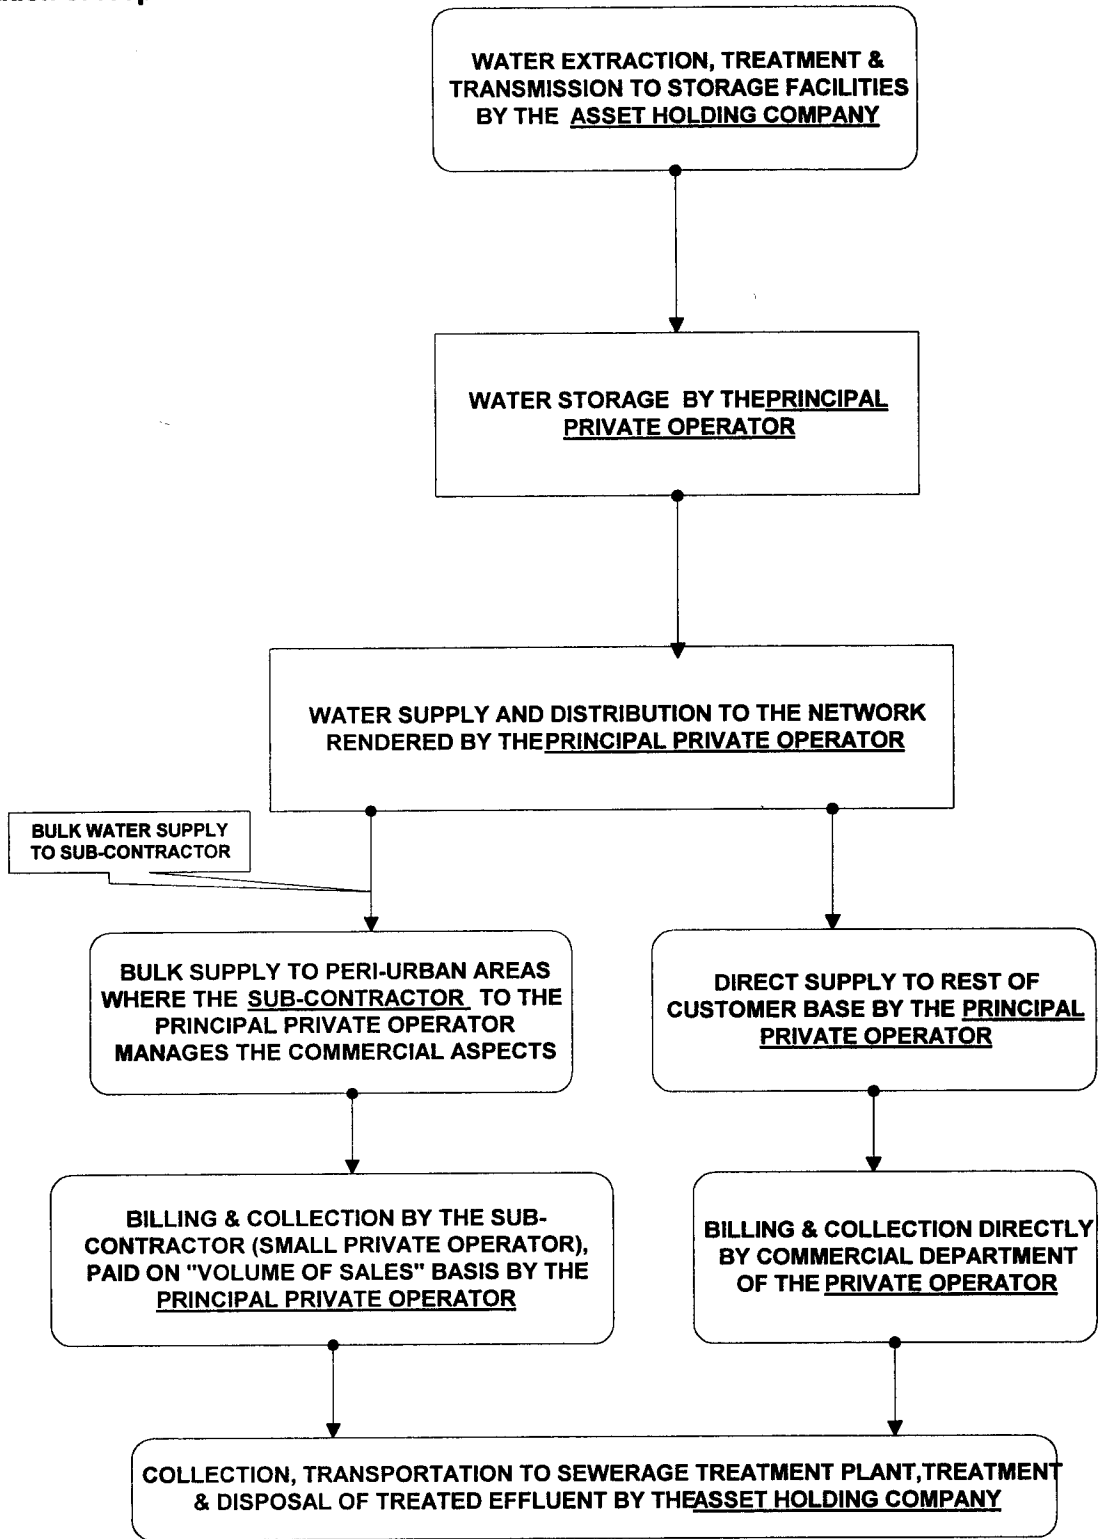 WATER EXTRACTION, TREATMENT &
TRANSMISSION TO STORAGE FACILITIES
BY THE ASSET HOLDING COMPANY
WATER STORAGE BY THEPRINCIPAL
PRIVATE OPERATOR
WATER SUPPLY AND DISTRIBUTION TO THE NETWORK
RENDERED BY THEPRINCIPAL PRIVATE OPERATOR
BULK WATER SUPPLY
TO SUB-CONTRACTOR
BULK SUPPLY TO PERI-URBAN AREAS
WHERE THE SUB-CONTRACTOR TO THE
PRINCIPAL PRIVATE OPERATOR
MANAGES THE COMMERCIAL ASPECTS
DIRECT SUPPLY TO REST OF
CUSTOMER BASE BY THE PRINCIPAL
PRIVATE OPERATOR
BILLING & COLLECTION BY THE SUB-
CONTRACTOR (SMALL PRIVATE OPERATOR),
PAID ON "VOLUME OF SALES" BASIS BY THE
PRINCIPAL PRIVATE OPERATOR
BILLING & COLLECTION DIRECTLY
BY COMMERCIAL DEPARTMENT
OF THE PRIVATE OPERATOR
COLLECTION, TRANSPORTATION TO SEWERAGE TREATMENT PLANT,TREATMENT
& DISPOSAL OF TREATED EFFLUENT BY THEASSET HOLDING COMPANY